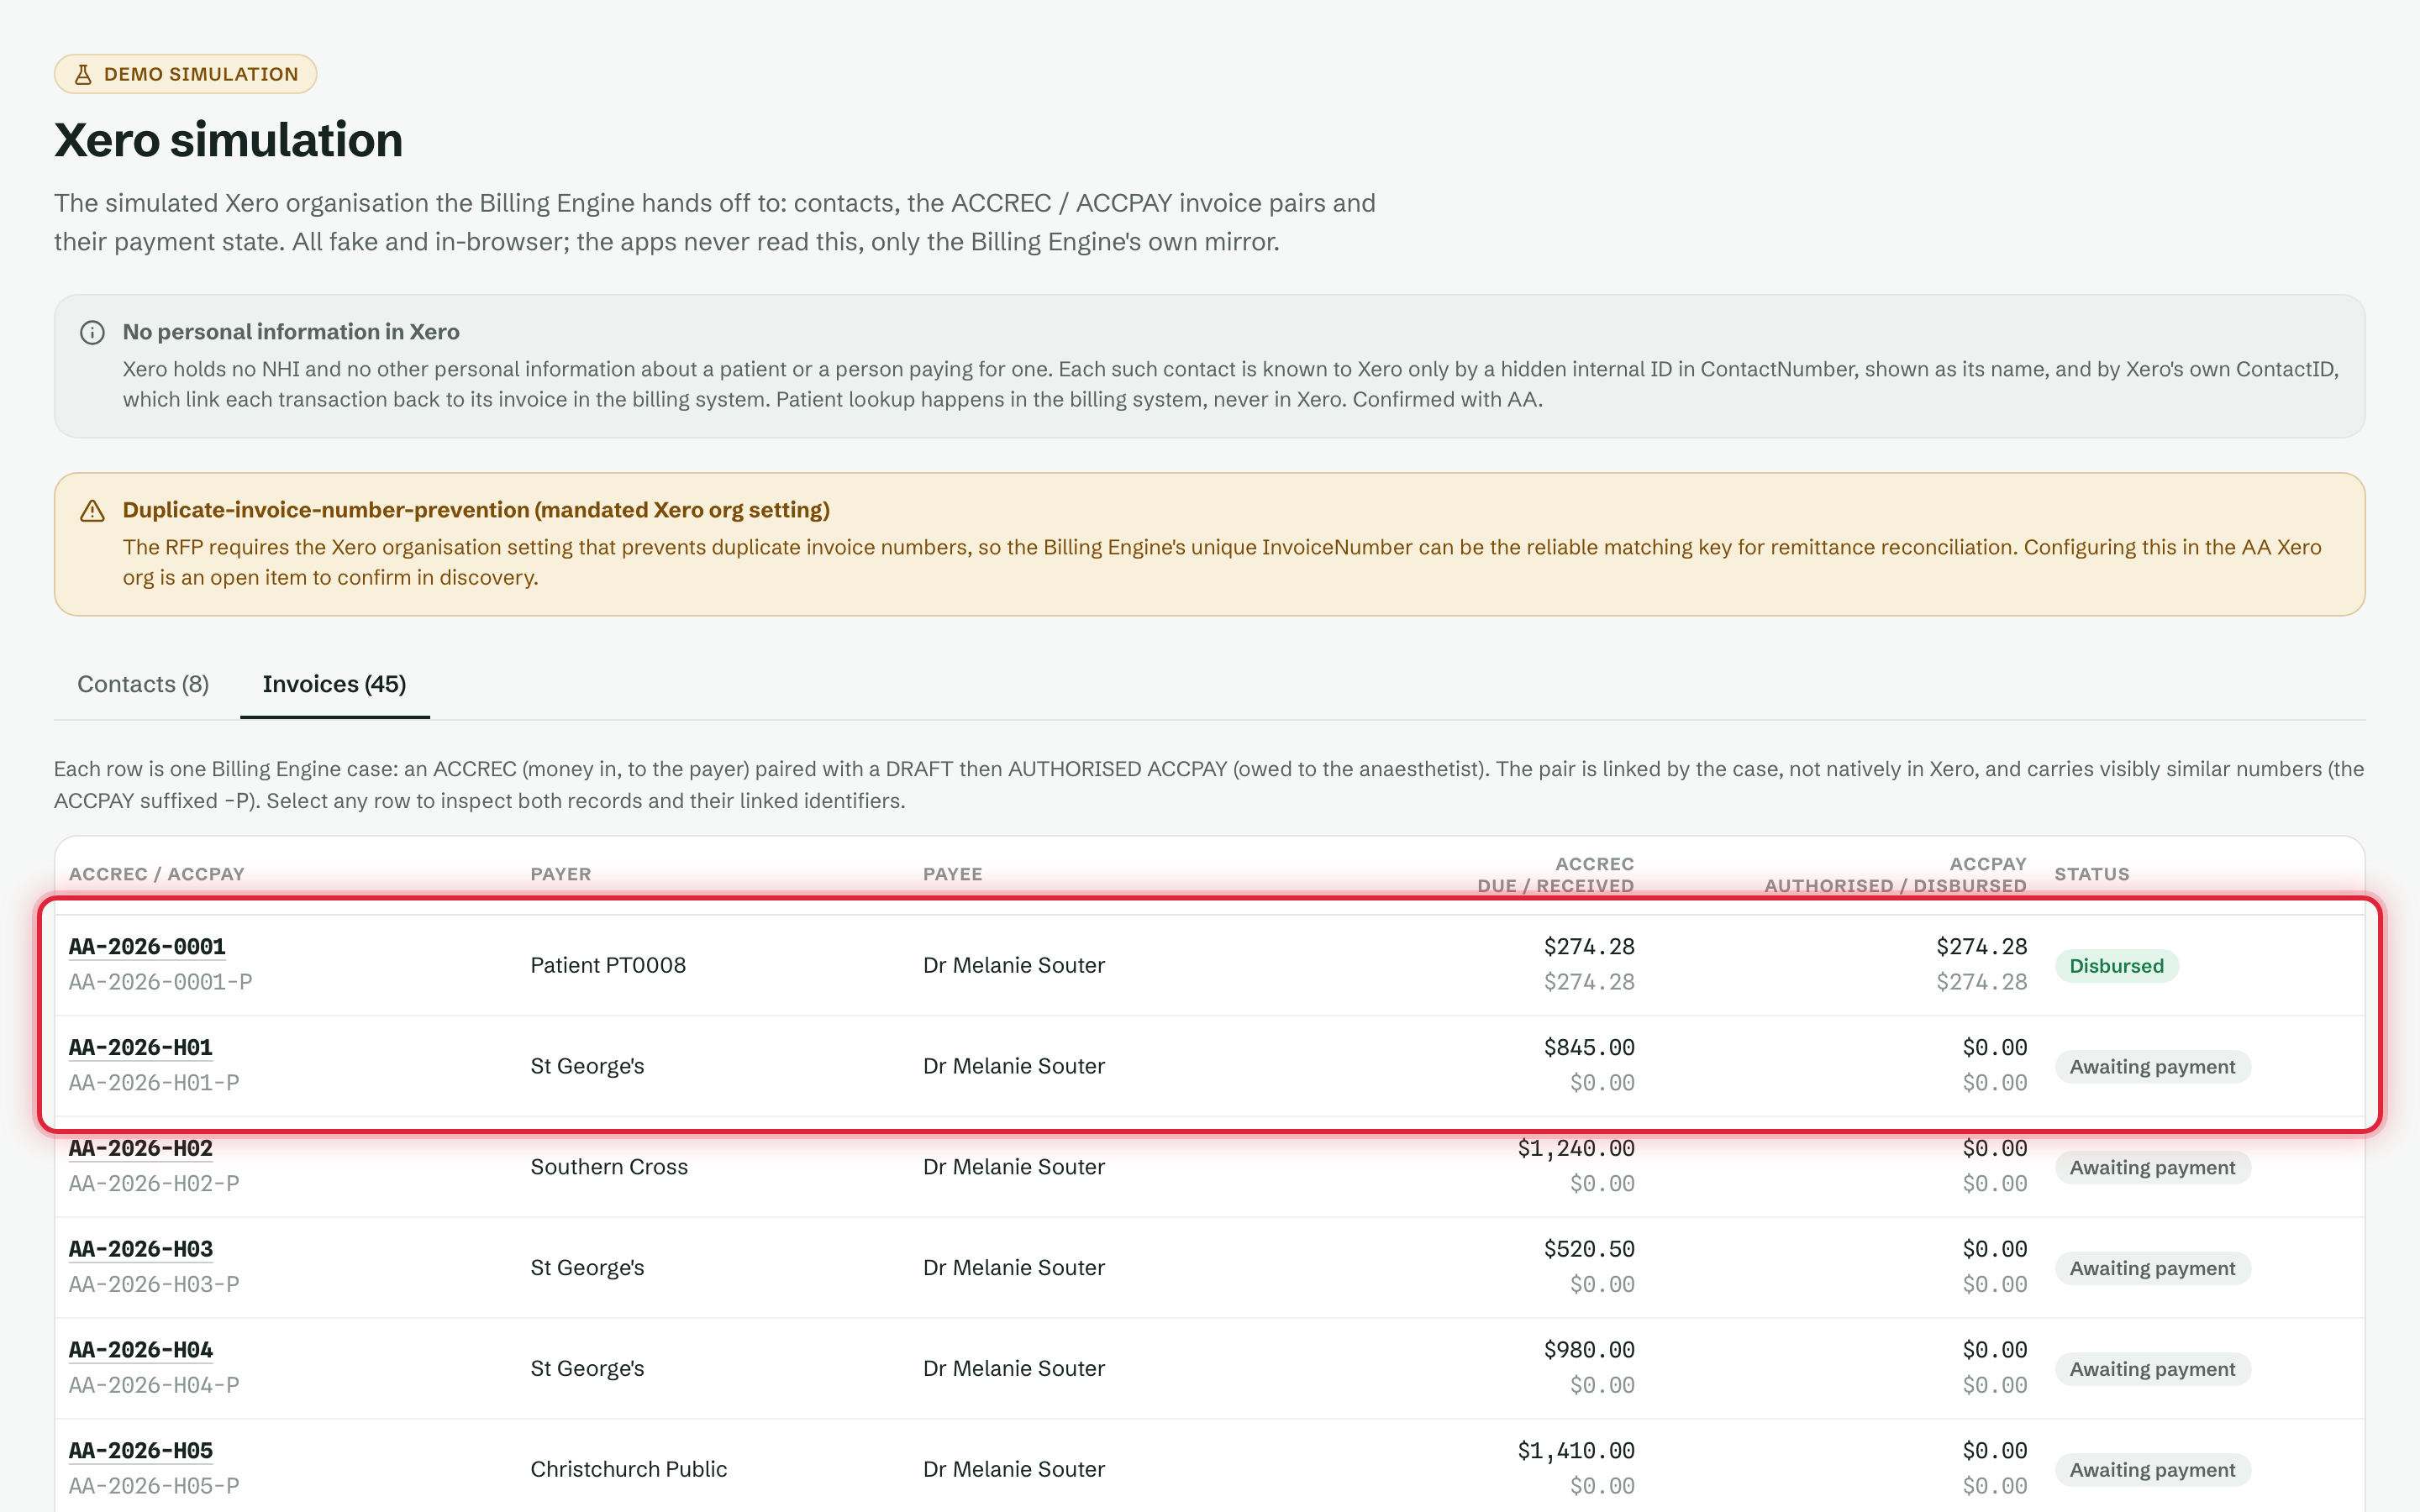 DEMO SIMULATION
Xero simulation
The simulated Xero organisation the Billing Engine hands off to: contacts, the ACCREC / ACCPAY invoice pairs and
their payment state. All fake and in-browser; the apps never read this, only the Billing Engine's own mirror.
No personal information in Xero
Xero holds no NHI and no other personal information about a patient or a person paying for one. Each such contact is known to Xero only by a hidden internal ID in ContactNumber, shown as its name, and by Xero's own ContactID,
which link each transaction back to its invoice in the billing system. Patient lookup happens in the billing system, never in Xero. Confirmed with AA.
Duplicate-invoice-number-prevention (mandated Xero org setting)
The RFP requires the Xero organisation setting that prevents duplicate invoice numbers, so the Billing Engine's unique InvoiceNumber can be the reliable matching key for remittance reconciliation. Configuring this in the AA Xero
org is an open item to confirm in discovery.
Contacts (8) Invoices (45)
Each row is one Billing Engine case: an ACCREC (money in, to the payer) paired with a DRAFT then AUTHORISED ACCPAY (owed to the anaesthetist). The pair is linked by the case, not natively in Xero, and carries visibly similar numbers (the
ACCPAY suffixed -P). Select any row to inspect both records and their linked identifiers.
ACCREC / ACCPAY PAYER PAYEE ACCREC DUE / RECEIVED ACCPAY AUTHORISED / DISBURSED STATUS
AA-2026-0001 $274.28 $274.28
Patient PT0008 Dr Melanie Souter Disbursed
AA-2026-0001-P $274.28 $274.28
AA-2026-H01 $845.00 $0.00
St George's Dr Melanie Souter Awaiting payment
AA-2026-H01-P $0.00 $0.00
AA-2026-H02 $1,240.00 $0.00
Southern Cross Dr Melanie Souter Awaiting payment
AA-2026-H02-P $0.00 $0.00
AA-2026-H03 $520.50 $0.00
St George's Dr Melanie Souter Awaiting payment
AA-2026-H03-P $0.00 $0.00
AA-2026-H04 $980.00 $0.00
St George's Dr Melanie Souter Awaiting payment
AA-2026-H04-P $0.00 $0.00
AA-2026-H05 $1,410.00 $0.00
Christchurch Public Dr Melanie Souter Awaiting payment
AA-2026-H05-P $0.00 $0.00